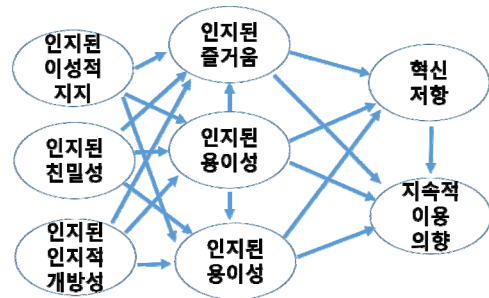 인지된
이성적
지지
인지된
즐거움
혁신
저항
인지된
친밀성
인지된
용이성
지속적
이용
의향
인지된
인지적
개방성
인지된
용이성